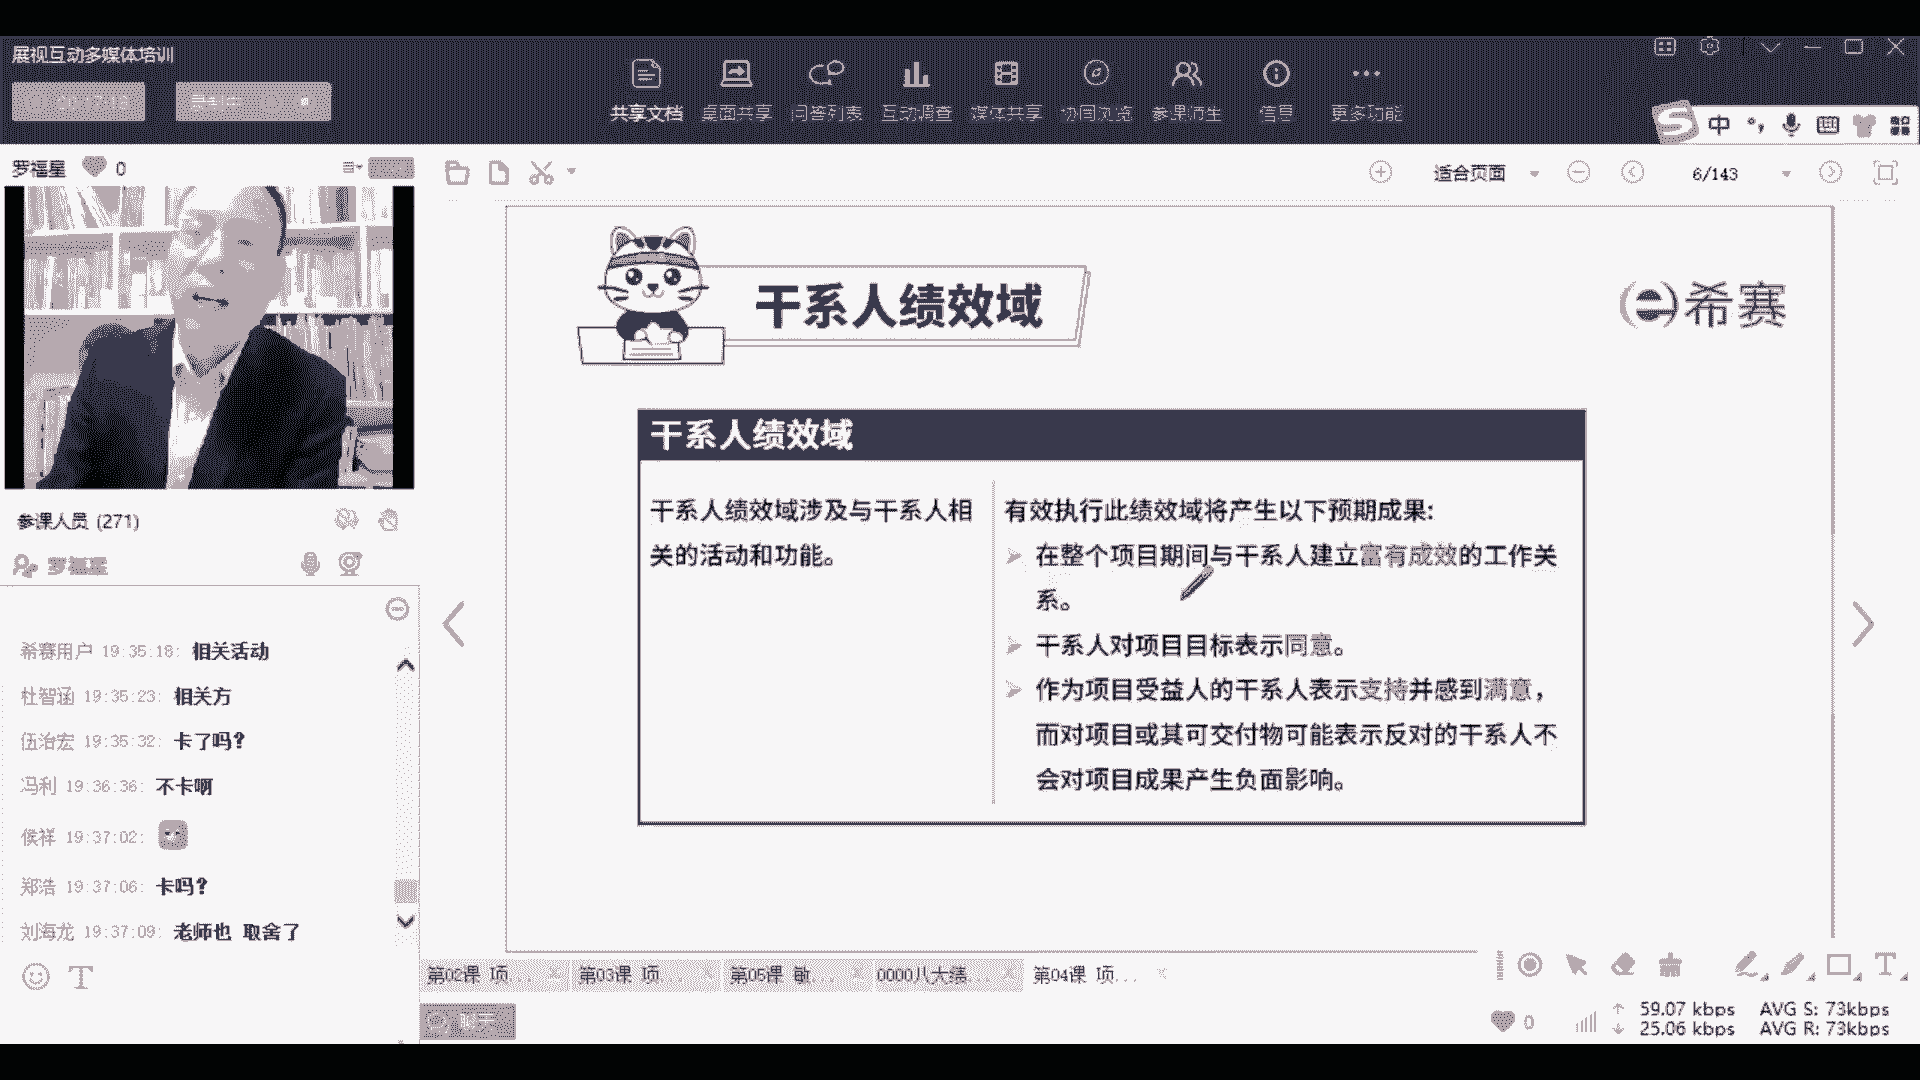 展视互动多媒体培训
共享文档 桌面共享 问答列表 互动调查 媒体共享 协同浏览 参课师生 信息 更多功能
中
罗福星 0
适合页面
6/143
干系人绩效域
希赛
干系人绩效域
干系人绩效域涉及与干系人相
关的活动和功能。
有效执行此绩效域将产生以下预期成果:
在整个项目期间与干系人建立富有成效的工作关
系。
干系人对项目目标表示同意。
作为项目受益人的干系人表示支持并感到满意，
而对项目或其可交付物可能表示反对的干系人不
会对项目成果产生负面影响。
参课人员 (271)
罗福星
希赛用户 19:35:18: 相关活动
杜智涵 19:35:23: 相关方
伍治宏 19:35:32: 卡了吗?
冯利 19:36:36: 不卡啊
侯祥 19:37:02:
郑浩 19:37:06: 卡吗?
刘海龙 19:37:09: 老师也 取舍了
第02课 项... 第03课 项... 第05课 敏... 0000八大绩... 第04课 项...
聊天
0
59.07 kbps AVG S: 73kbps
25.06 kbps AVG R: 73kbps